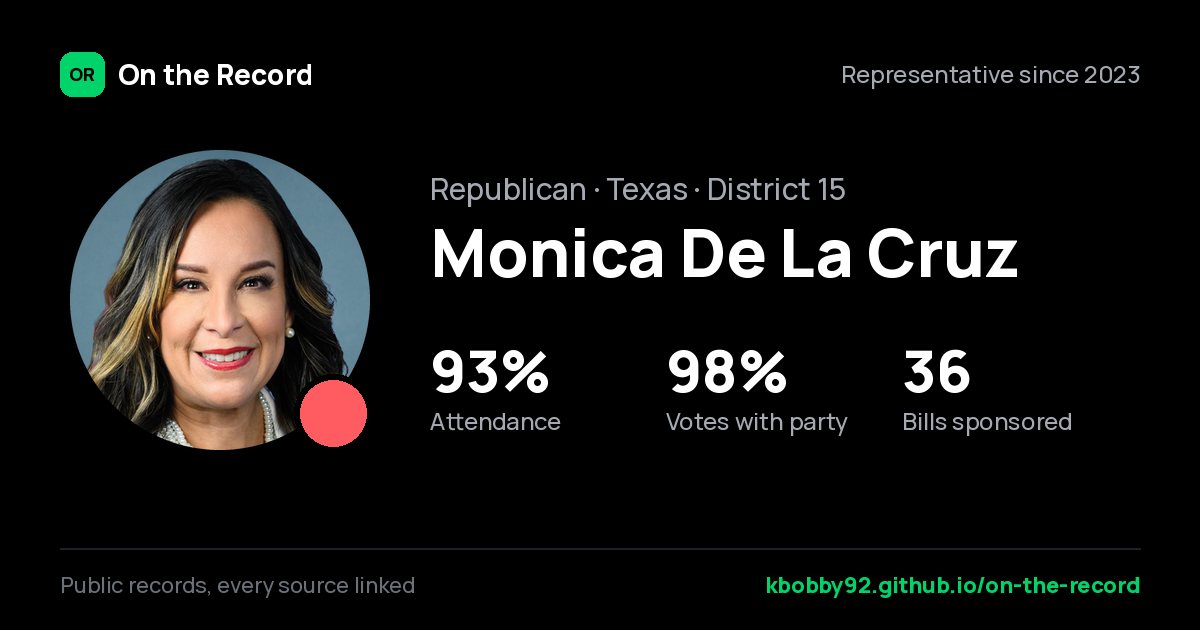 OR On the Record
Representative since 2023
Republican · Texas · District 15
Monica De La Cruz
93% 98% 36
Attendance Votes with party Bills sponsored
Public records, every source linked
kbobby92.github.io/on-the-record